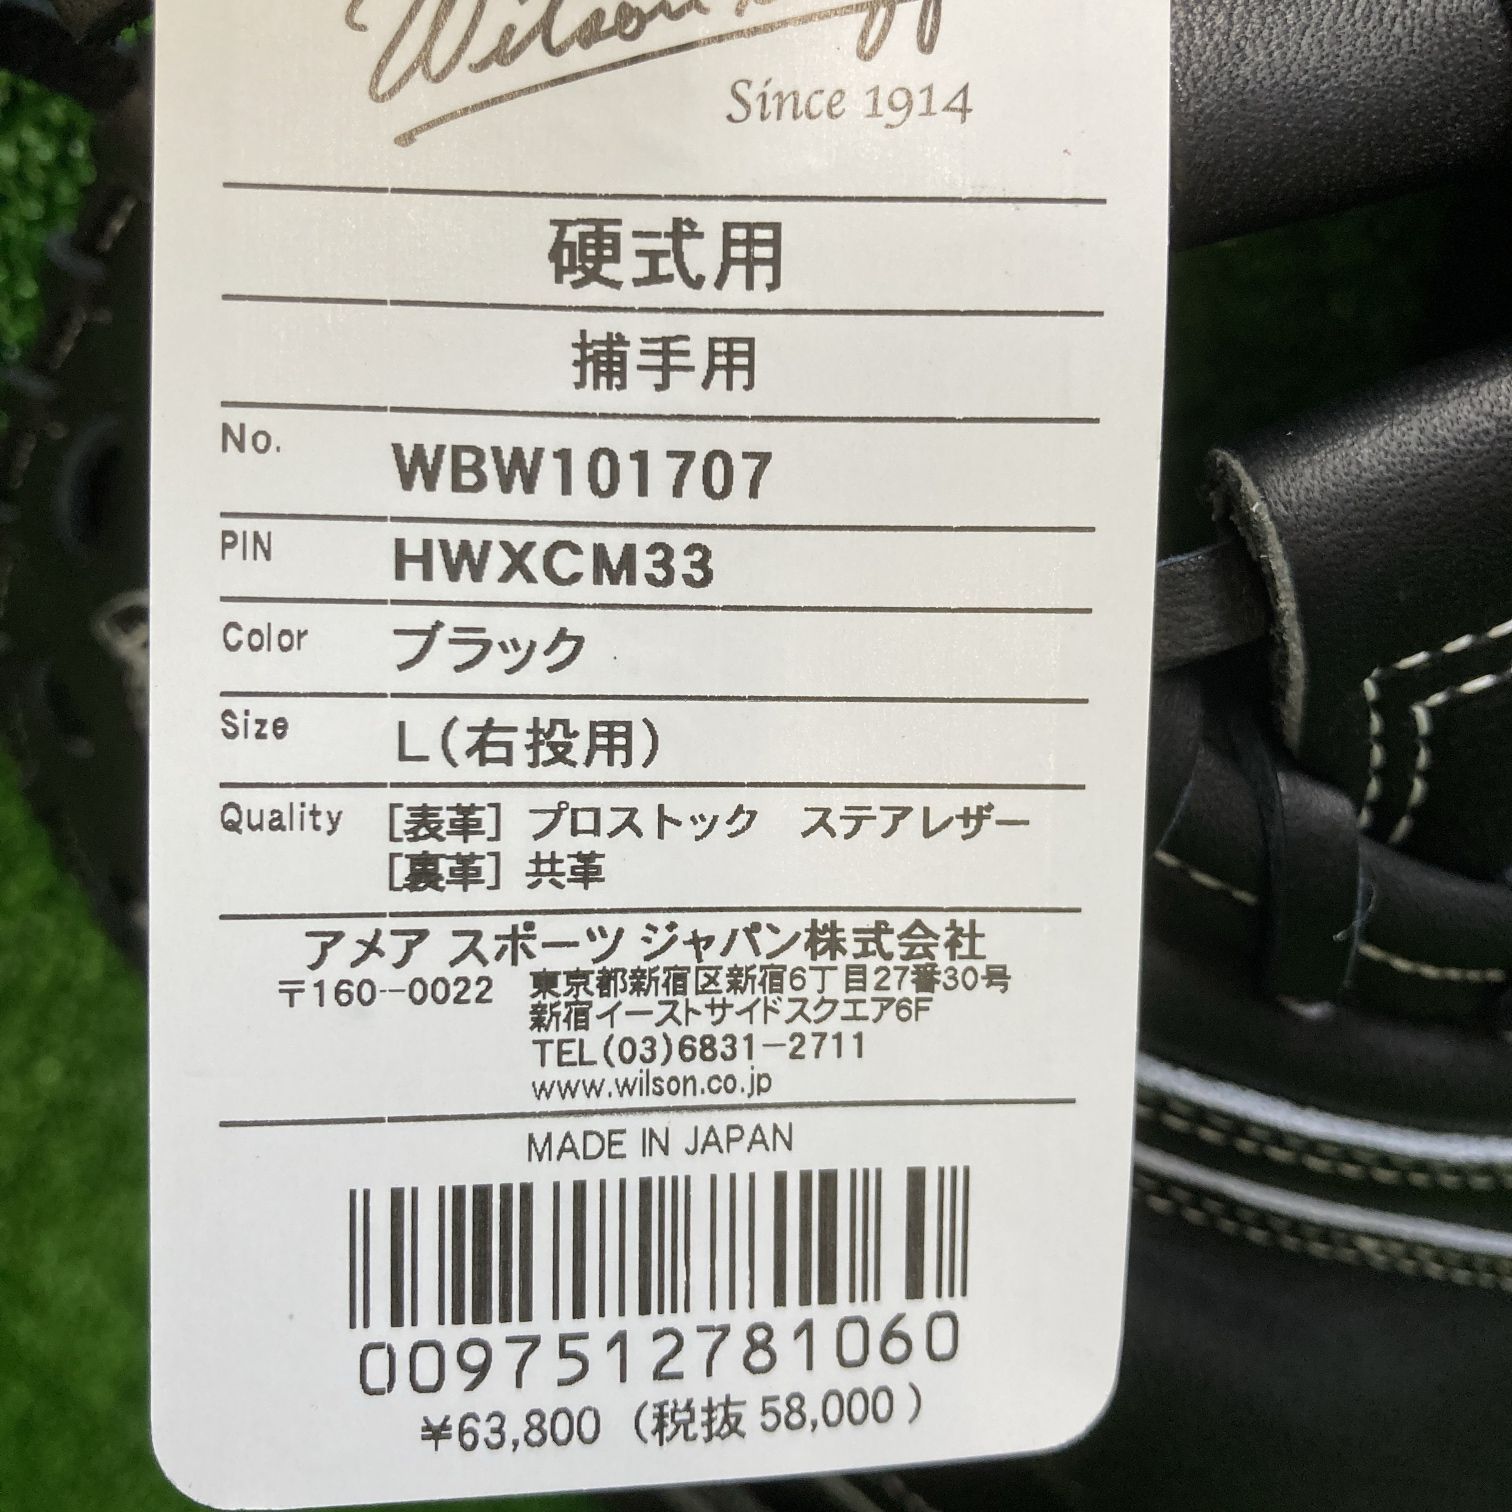 Wilson
Since 1914
硬式用
捕手用
No. WBW101707
PIN HWXCM33
Color ブラック
Size L(右投用)
Quality [表革] プロストック ステアレザー
[裏革] 共革
アメア スポーツ ジャパン株式会社
〒160--0022 東京都新宿区新宿6丁目27番30号
新宿イーストサイドスクエア6F
TEL(03)6831-2711
www.wilson.co.jp
MADE IN JAPAN
0097512781060
¥63,800 (税抜 58,000)